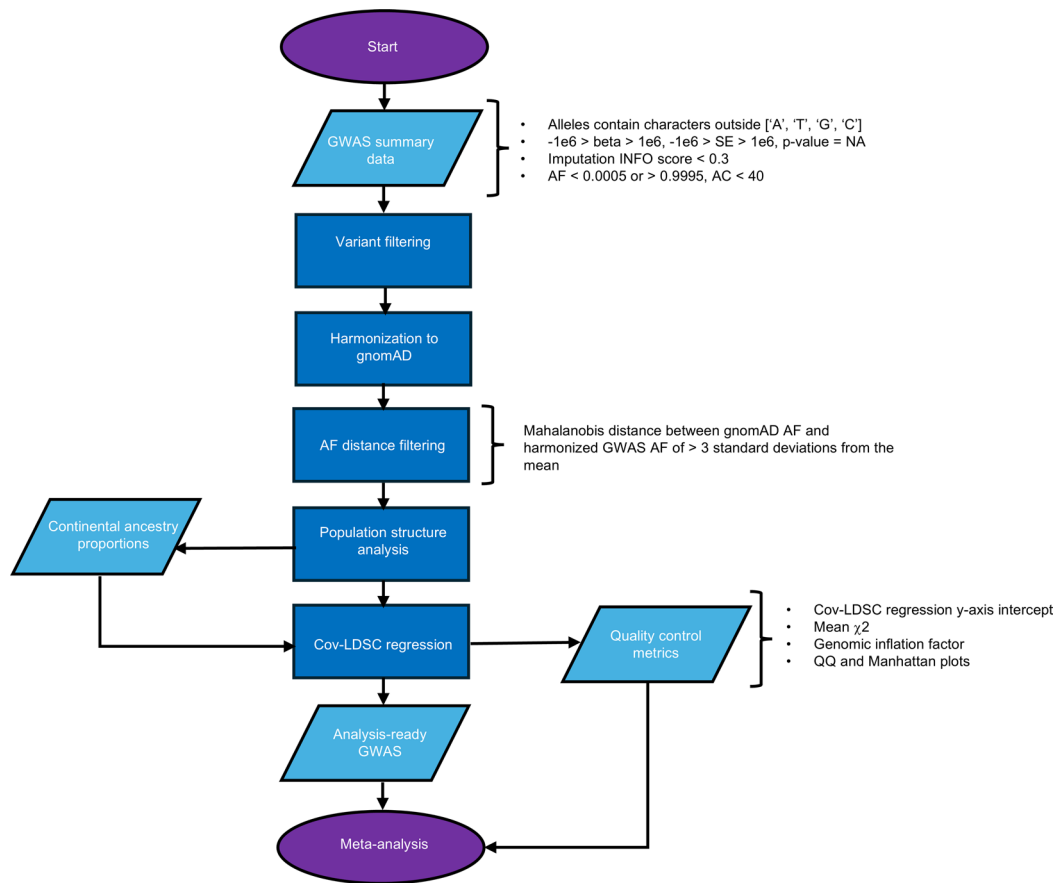 Start
GWAS summary
data
• Alleles contain characters outside [‘A’, ‘T’, ‘G’, ‘C’]
• -1e6 > beta > 1e6, -1e6 > SE > 1e6, p-value = NA
• Imputation INFO score < 0.3
• AF < 0.0005 or > 0.9995, AC < 40
Variant filtering
Harmonization to
gnomAD
AF distance filtering
Mahalanobis distance between gnomAD AF and
harmonized GWAS AF of > 3 standard deviations from the
mean
Continental ancestry
proportions
Population structure
analysis
Cov-LDSC regression
Quality control
metrics
• Cov-LDSC regression y-axis intercept
• Mean χ2
• Genomic inflation factor
• QQ and Manhattan plots
Analysis-ready
GWAS
Meta-analysis